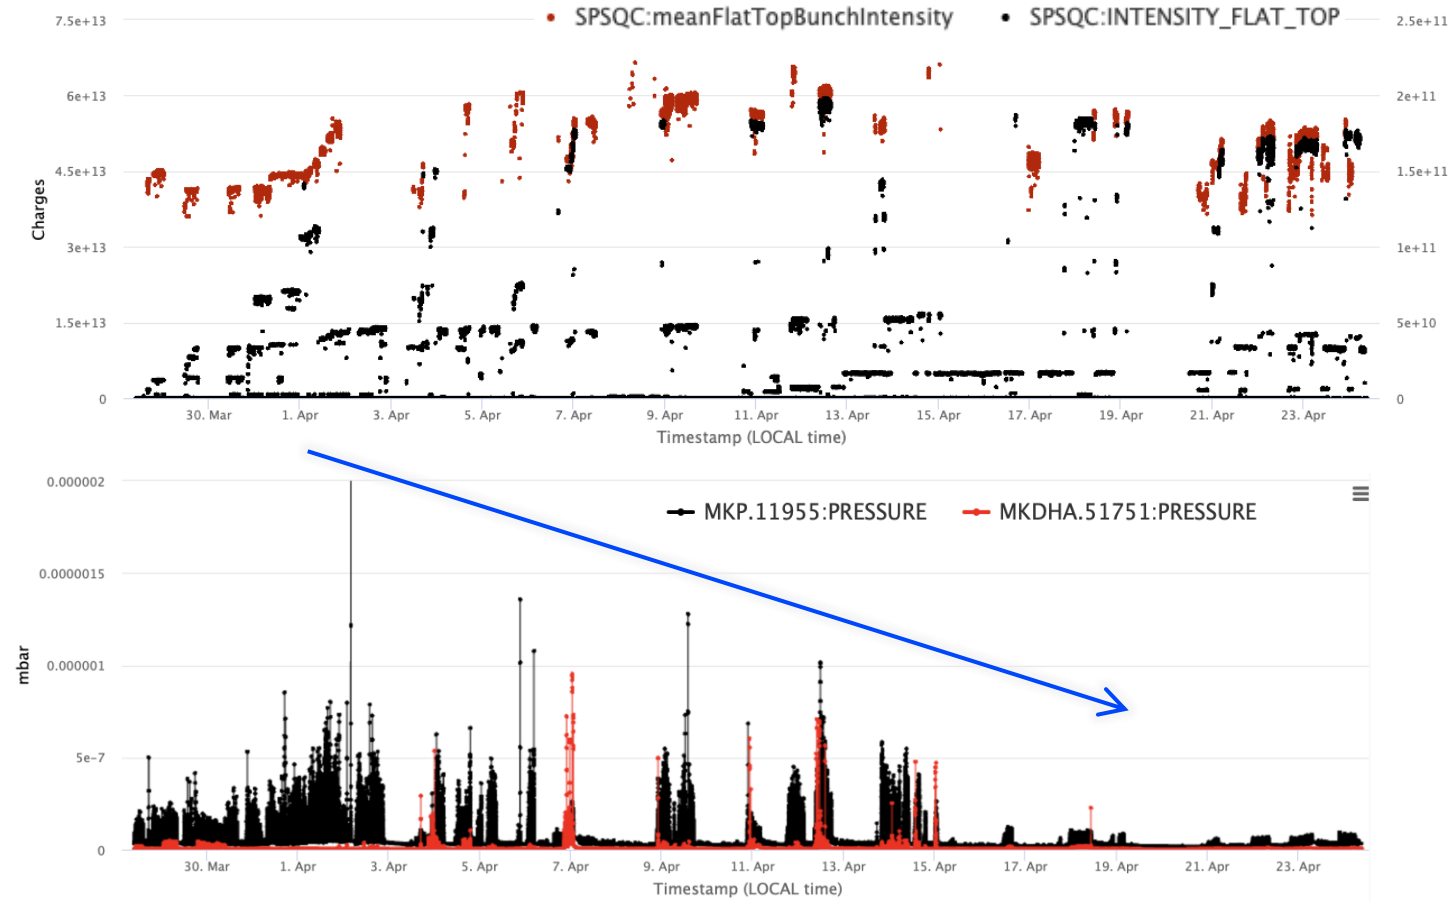 7.5e+13
SPSQC:meanFlatTopBunchIntensity
SPSQC:INTENSITY_FLAT_TOP
2.5e+11
6e+13
2e+11
4.5e+13
1.5e+11
Charges
3e+13
1e+11
1.5e+13
5e+10
0
0
30. Mar 1. Apr 3. Apr 5. Apr 7. Apr 9. Apr 11. Apr 13. Apr 15. Apr 17. Apr 19. Apr 21. Apr 23. Apr
Timestamp (LOCAL time)
0.000002
MKP.11955:PRESSURE
MKDHA.51751:PRESSURE
0.0000015
mbar
0.000001
5e-7
0
30. Mar 1. Apr 3. Apr 5. Apr 7. Apr 9. Apr 11. Apr 13. Apr 15. Apr 17. Apr 19. Apr 21. Apr 23. Apr
Timestamp (LOCAL time)